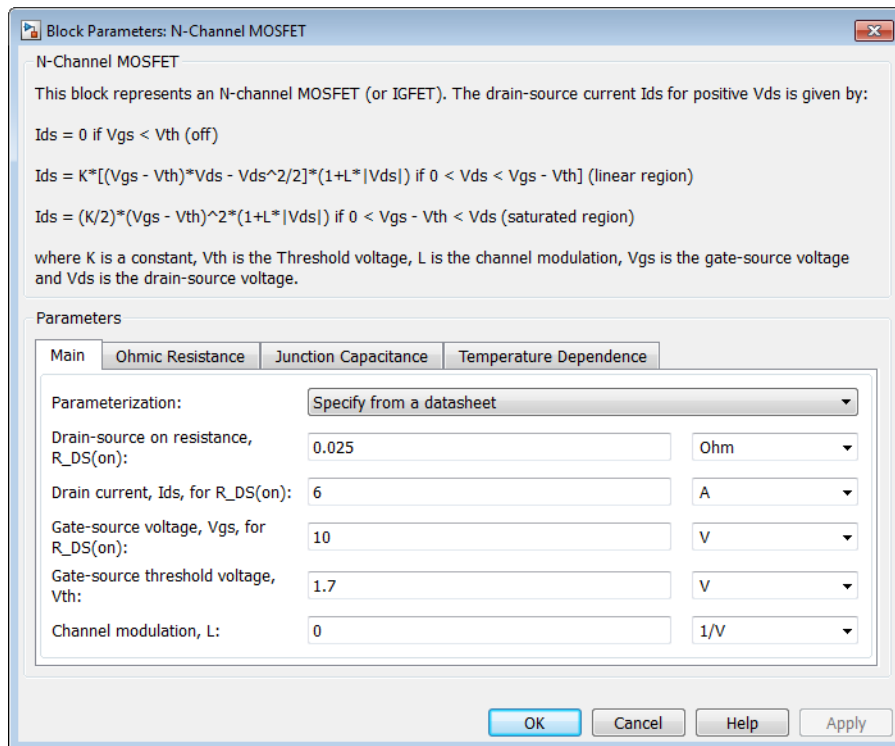 Block Parameters: N-Channel MOSFET
N-Channel MOSFET
This block represents an N-channel MOSFET (or IGFET). The drain-source current Ids for positive Vds is given by:
Ids = 0 if Vgs < Vth (off)
Ids = K*[(Vgs - Vth)*Vds - Vds^2/2]*(1+L*|Vds|) if 0 < Vds < Vgs - Vth] (linear region)
Ids = (K/2)*(Vgs - Vth)^2*(1+L*|Vds|) if 0 < Vgs - Vth < Vds (saturated region)
where K is a constant, Vth is the Threshold voltage, L is the channel modulation, Vgs is the gate-source voltage
and Vds is the drain-source voltage.
Parameters
Main Ohmic Resistance Junction Capacitance Temperature Dependence
Parameterization: Specify from a datasheet
Drain-source on resistance,
R_DS(on): 0.025 Ohm
Drain current, Ids, for R_DS(on): 6 A
Gate-source voltage, Vgs, for
R_DS(on): 10 V
Gate-source threshold voltage,
Vth: 1.7 V
Channel modulation, L: 0 1/V
OK Cancel Help Apply